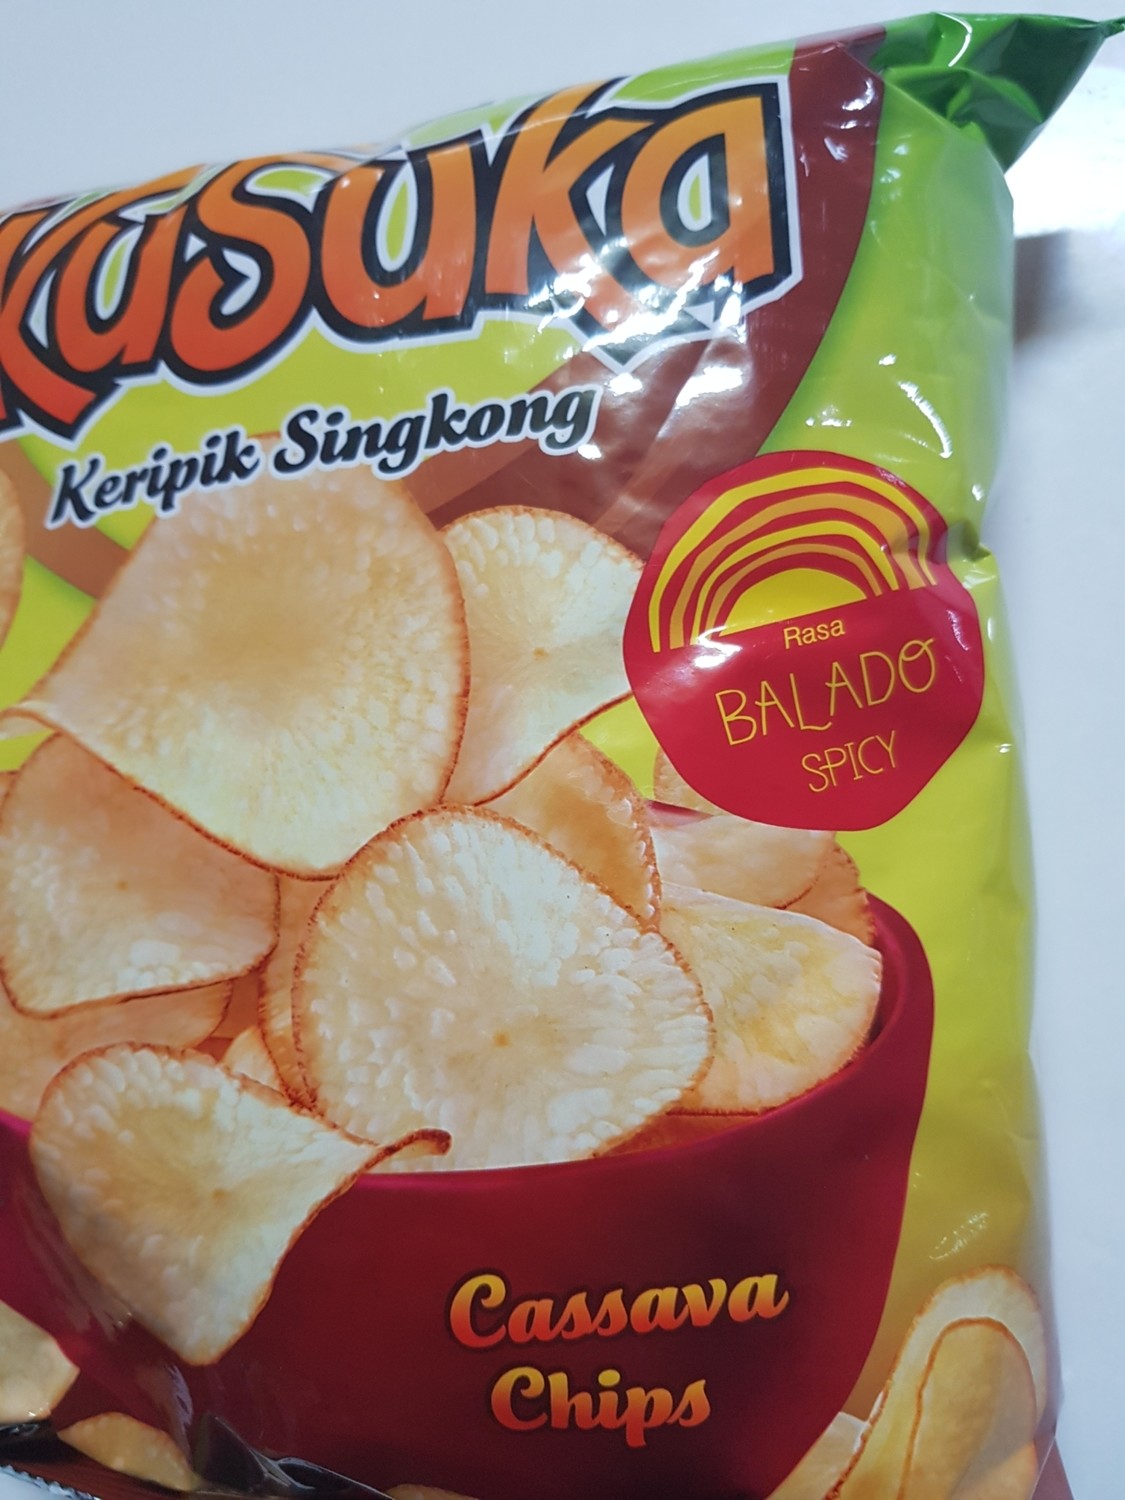 Kusuka
Keripik Singkong
Rasa
BALADO
SPICY
Cassava
Chips